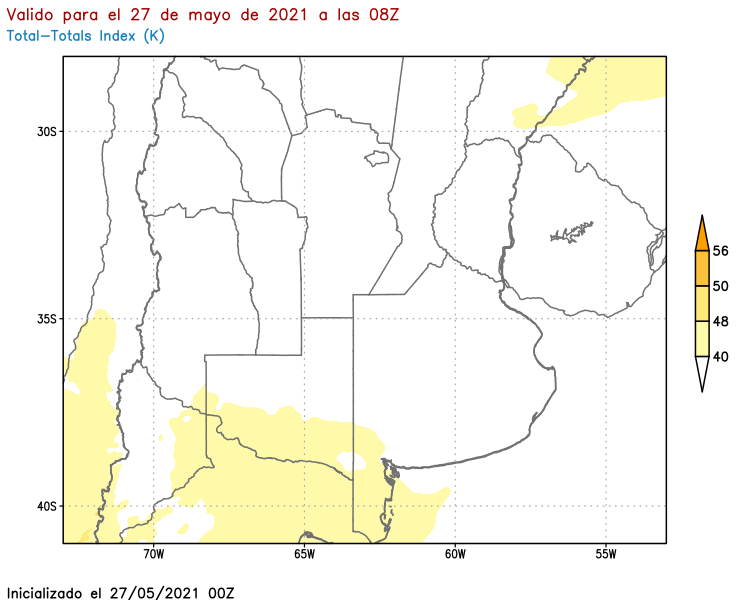 Valido para el 27 de mayo de 2021 a las 08Z
Total-Totals Index (K)
30S
35S
40S
70W
65W
60W
55W
56
50
48
40
Inicializado el 27/05/2021 00Z